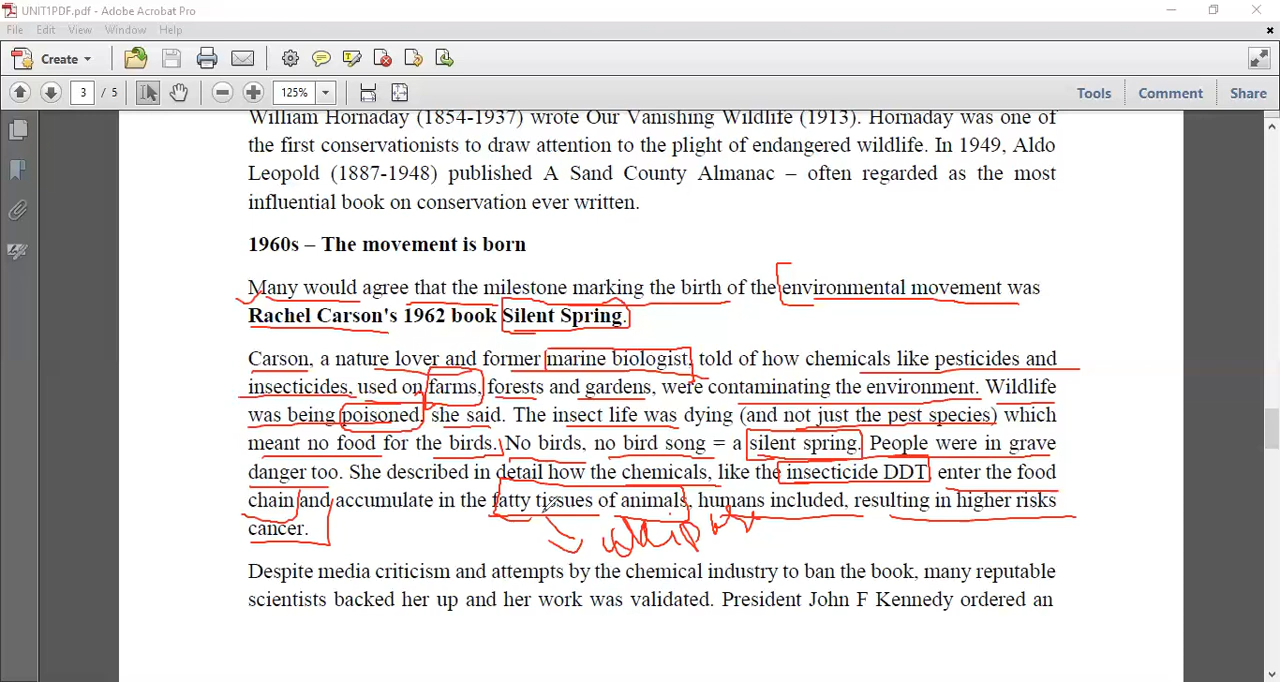 UNIT1PDF.pdf - Adobe Acrobat Pro
File Edit View Window Help
Create
3 / 5 125% Tools Comment Share
William Hornaday (1854-1937) wrote Our Vanishing Wildlife (1913). Hornaday was one of
the first conservationists to draw attention to the plight of endangered wildlife. In 1949, Aldo
Leopold (1887-1948) published A Sand County Almanac – often regarded as the most
influential book on conservation ever written.
1960s – The movement is born
Many would agree that the milestone marking the birth of the environmental movement was
Rachel Carson's 1962 book Silent Spring.
Carson, a nature lover and former marine biologist, told of how chemicals like pesticides and
insecticides, used on farms, forests and gardens, were contaminating the environment. Wildlife
was being poisoned, she said. The insect life was dying (and not just the pest species) which
meant no food for the birds. No birds, no bird song = a silent spring. People were in grave
danger too. She described in detail how the chemicals, like the insecticide DDT enter the food
chain and accumulate in the fatty tissues of animals, humans included, resulting in higher risks
cancer.
Despite media criticism and attempts by the chemical industry to ban the book, many reputable
scientists backed her up and her work was validated. President John F Kennedy ordered an